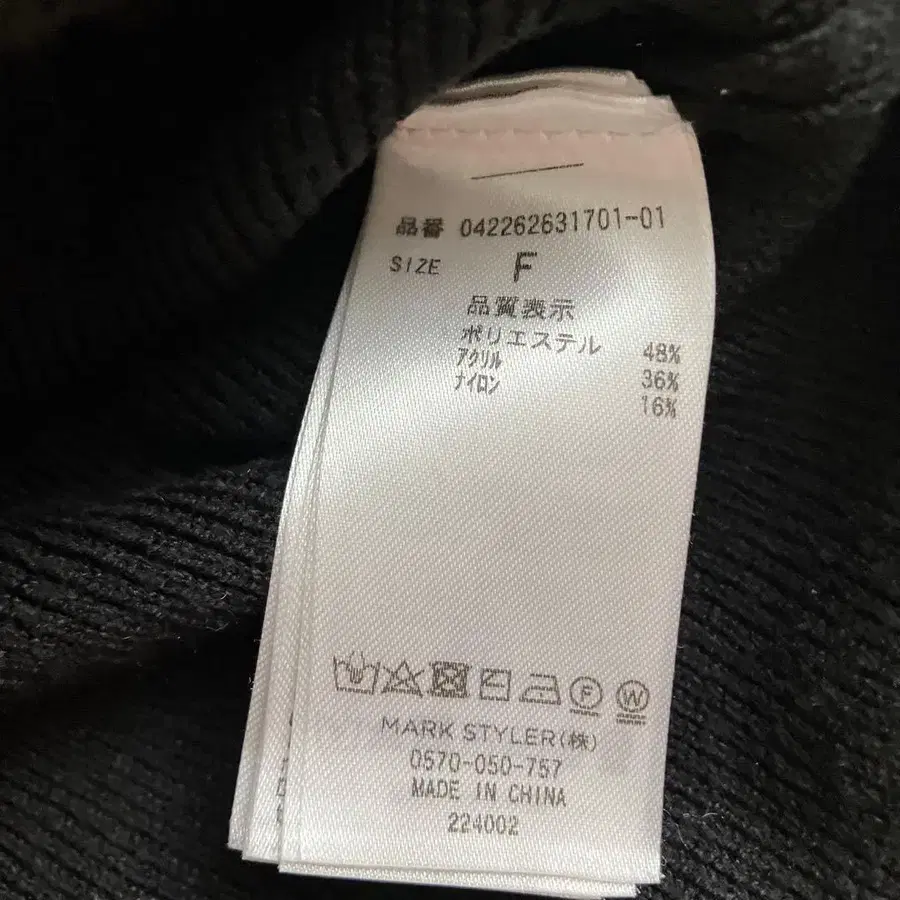 品番 042262631701-01
SIZE F
品質表示
ポリエステル 48%
アクリル 36%
ナイロン 16%
MARK STYLER(株)
0570-050-757
MADE IN CHINA
224002